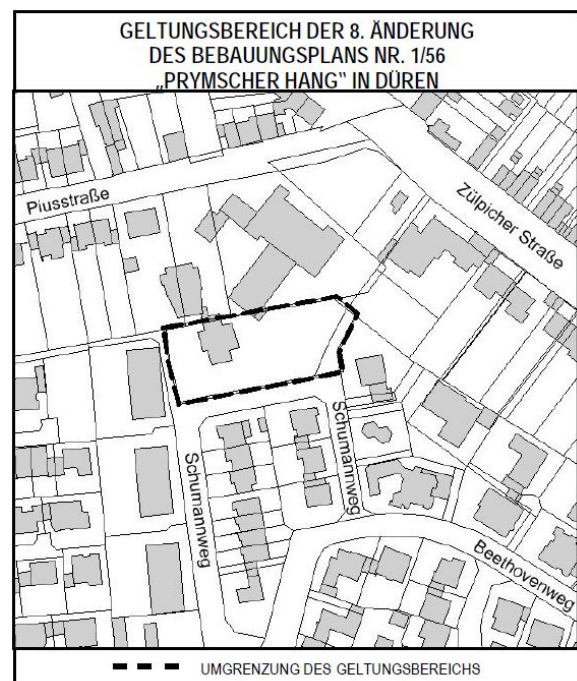 GELTUNGSBEREICH DER 8. ÄNDERUNG
DES BEBAUUNGSPLANS NR. 1/56
„PRYMSCHER HANG“ IN DÜREN
Piusstraße
Zülpicher Straße
Schumannweg
Schumannweg
Beethovenweg
UMGRENZUNG DES GELTUNGSBEREICHS